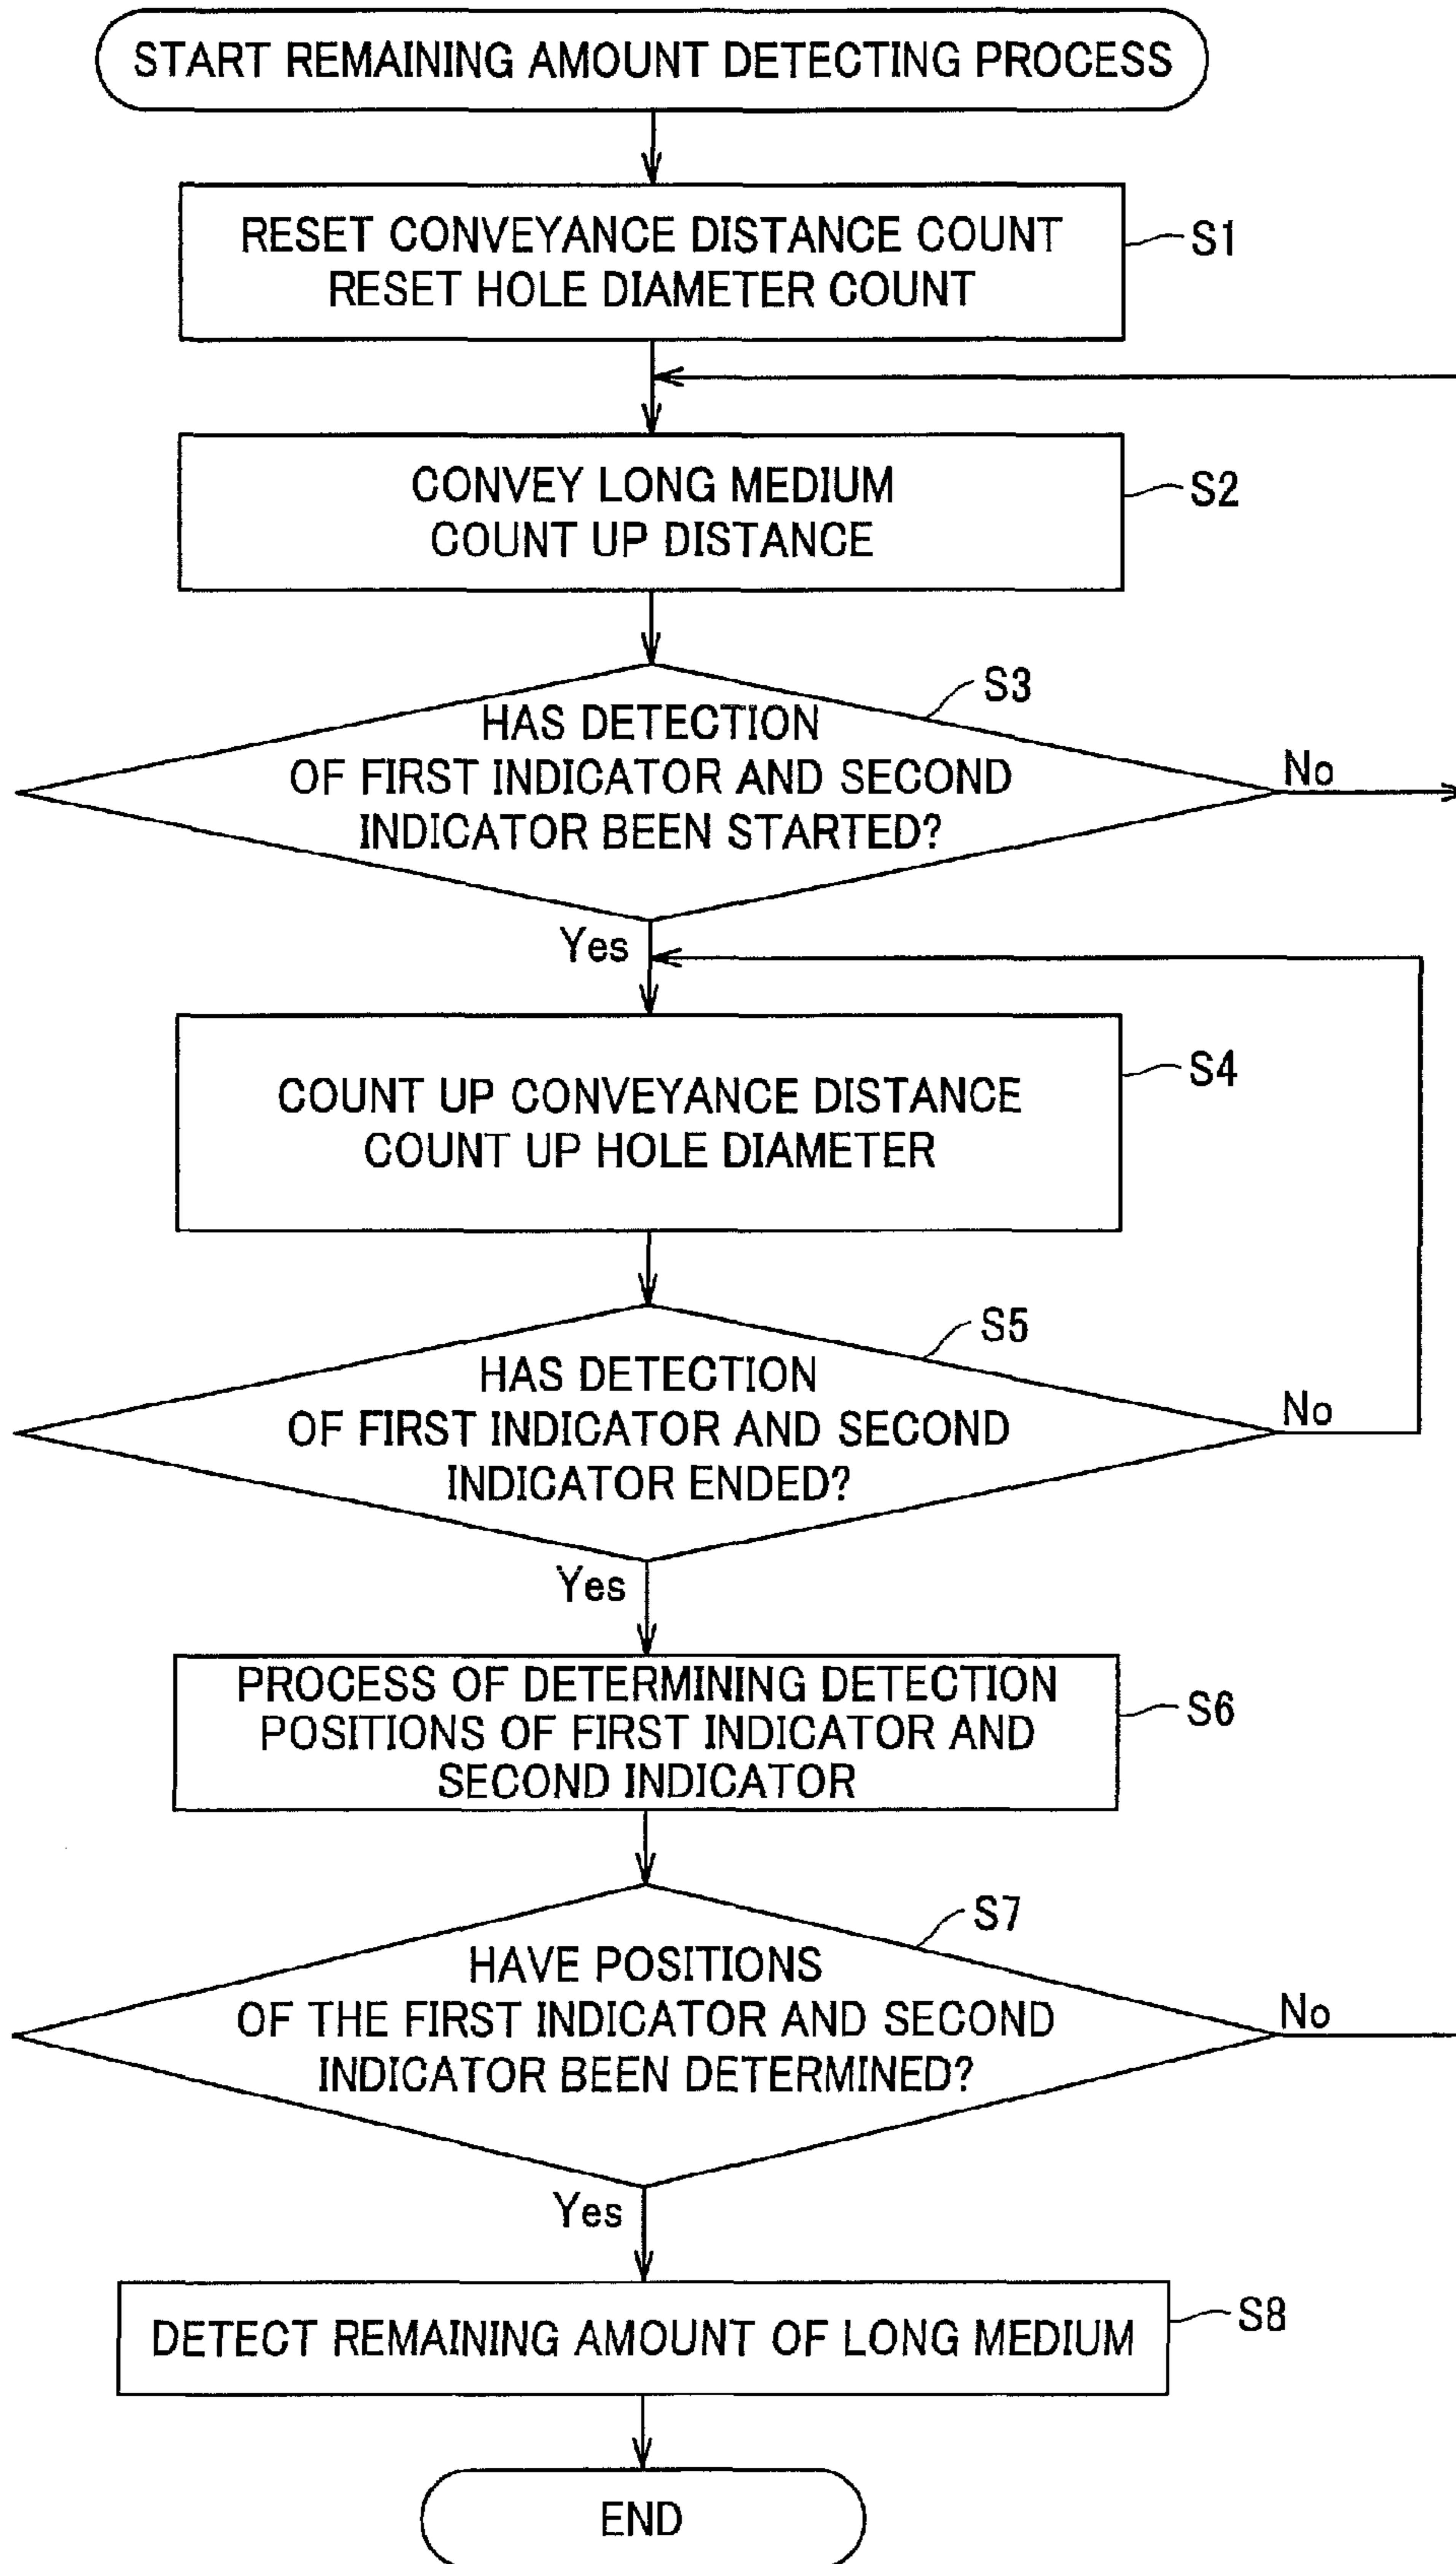 START REMAINING AMOUNT DETECTING PROCESS
RESET CONVEYANCE DISTANCE COUNT
RESET HOLE DIAMETER COUNT
S1
CONVEY LONG MEDIUM
COUNT UP DISTANCE
S2
S3
HAS DETECTION
OF FIRST INDICATOR AND SECOND
INDICATOR BEEN STARTED?
No
Yes
COUNT UP CONVEYANCE DISTANCE
COUNT UP HOLE DIAMETER
S4
S5
HAS DETECTION
OF FIRST INDICATOR AND SECOND
INDICATOR ENDED?
No
Yes
PROCESS OF DETERMINING DETECTION
POSITIONS OF FIRST INDICATOR AND
SECOND INDICATOR
S6
S7
HAVE POSITIONS
OF THE FIRST INDICATOR AND SECOND
INDICATOR BEEN DETERMINED?
No
Yes
DETECT REMAINING AMOUNT OF LONG MEDIUM
S8
END